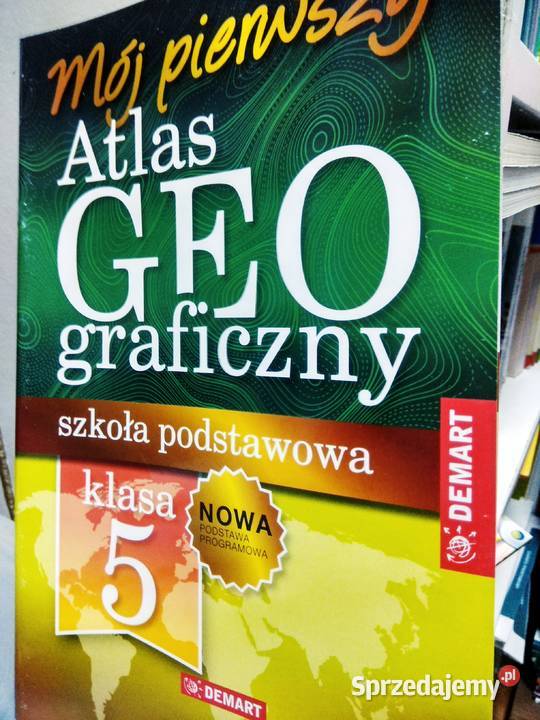 Mój pierwszy
Atlas
GEO
graficzny
szkoła podstawowa
klasa
5
NOWA
PODSTAWA
PROGRAMOWA
DEMART
DEMART
Sprzedajemy.pl